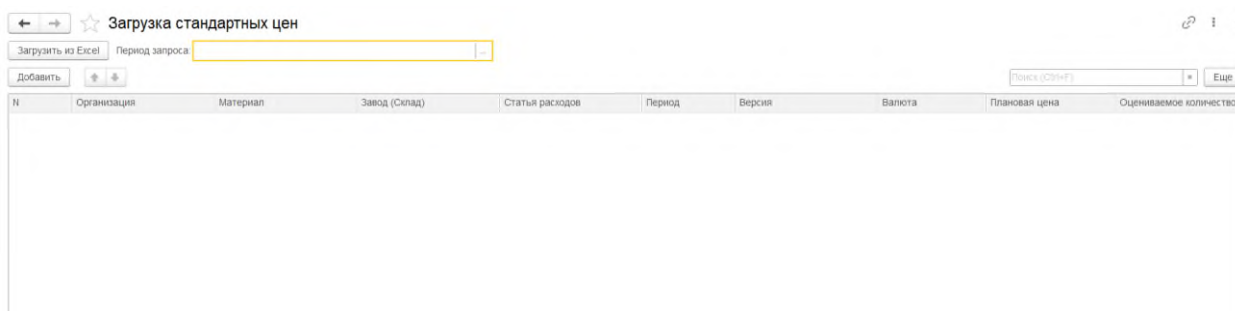 Загрузка стандартных цен
Загрузить из Excel Период запроса: ...
Добавить Поиск (Ctrl+F) × Еще
N Организация Материал Завод (Склад) Статья расходов Период Версия Валюта Плановая цена Оцениваемое количество